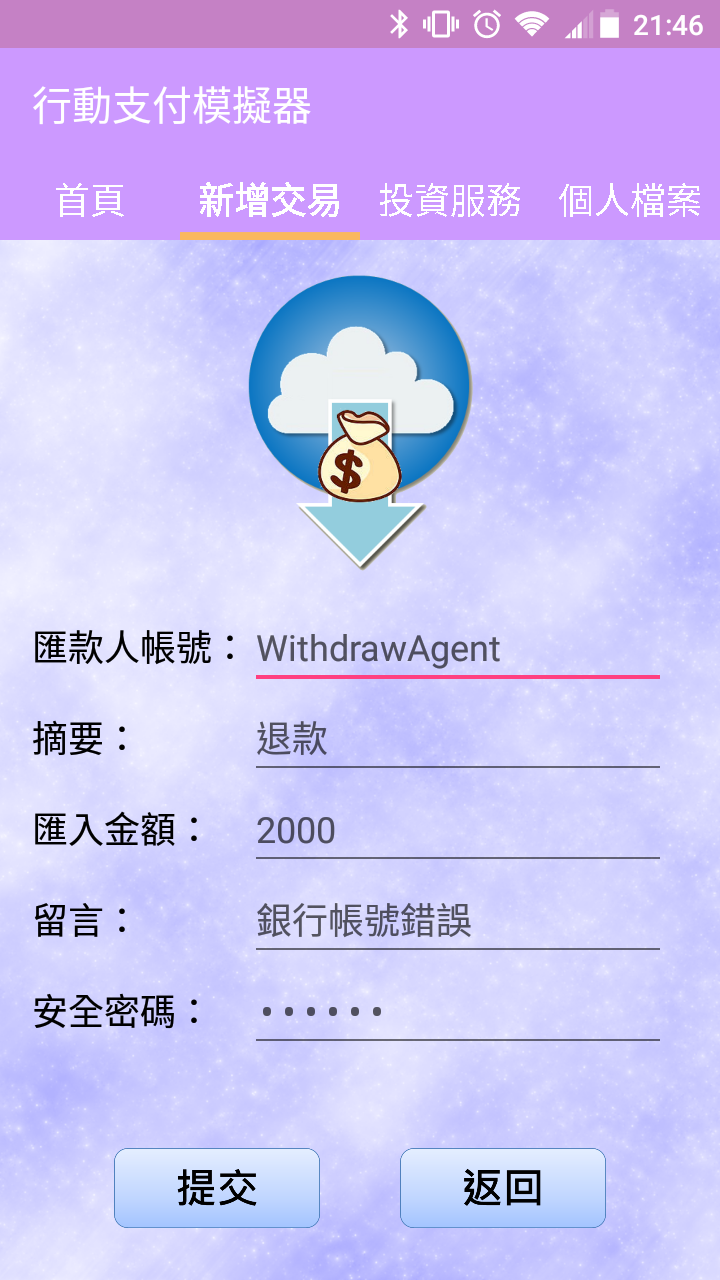 21:46
行動支付模擬器
首頁 新增交易 投資服務 個人檔案
$
匯款人帳號： WithdrawAgent
摘要： 退款
匯入金額： 2000
留言： 銀行帳號錯誤
安全密碼： ••••••
提交 返回